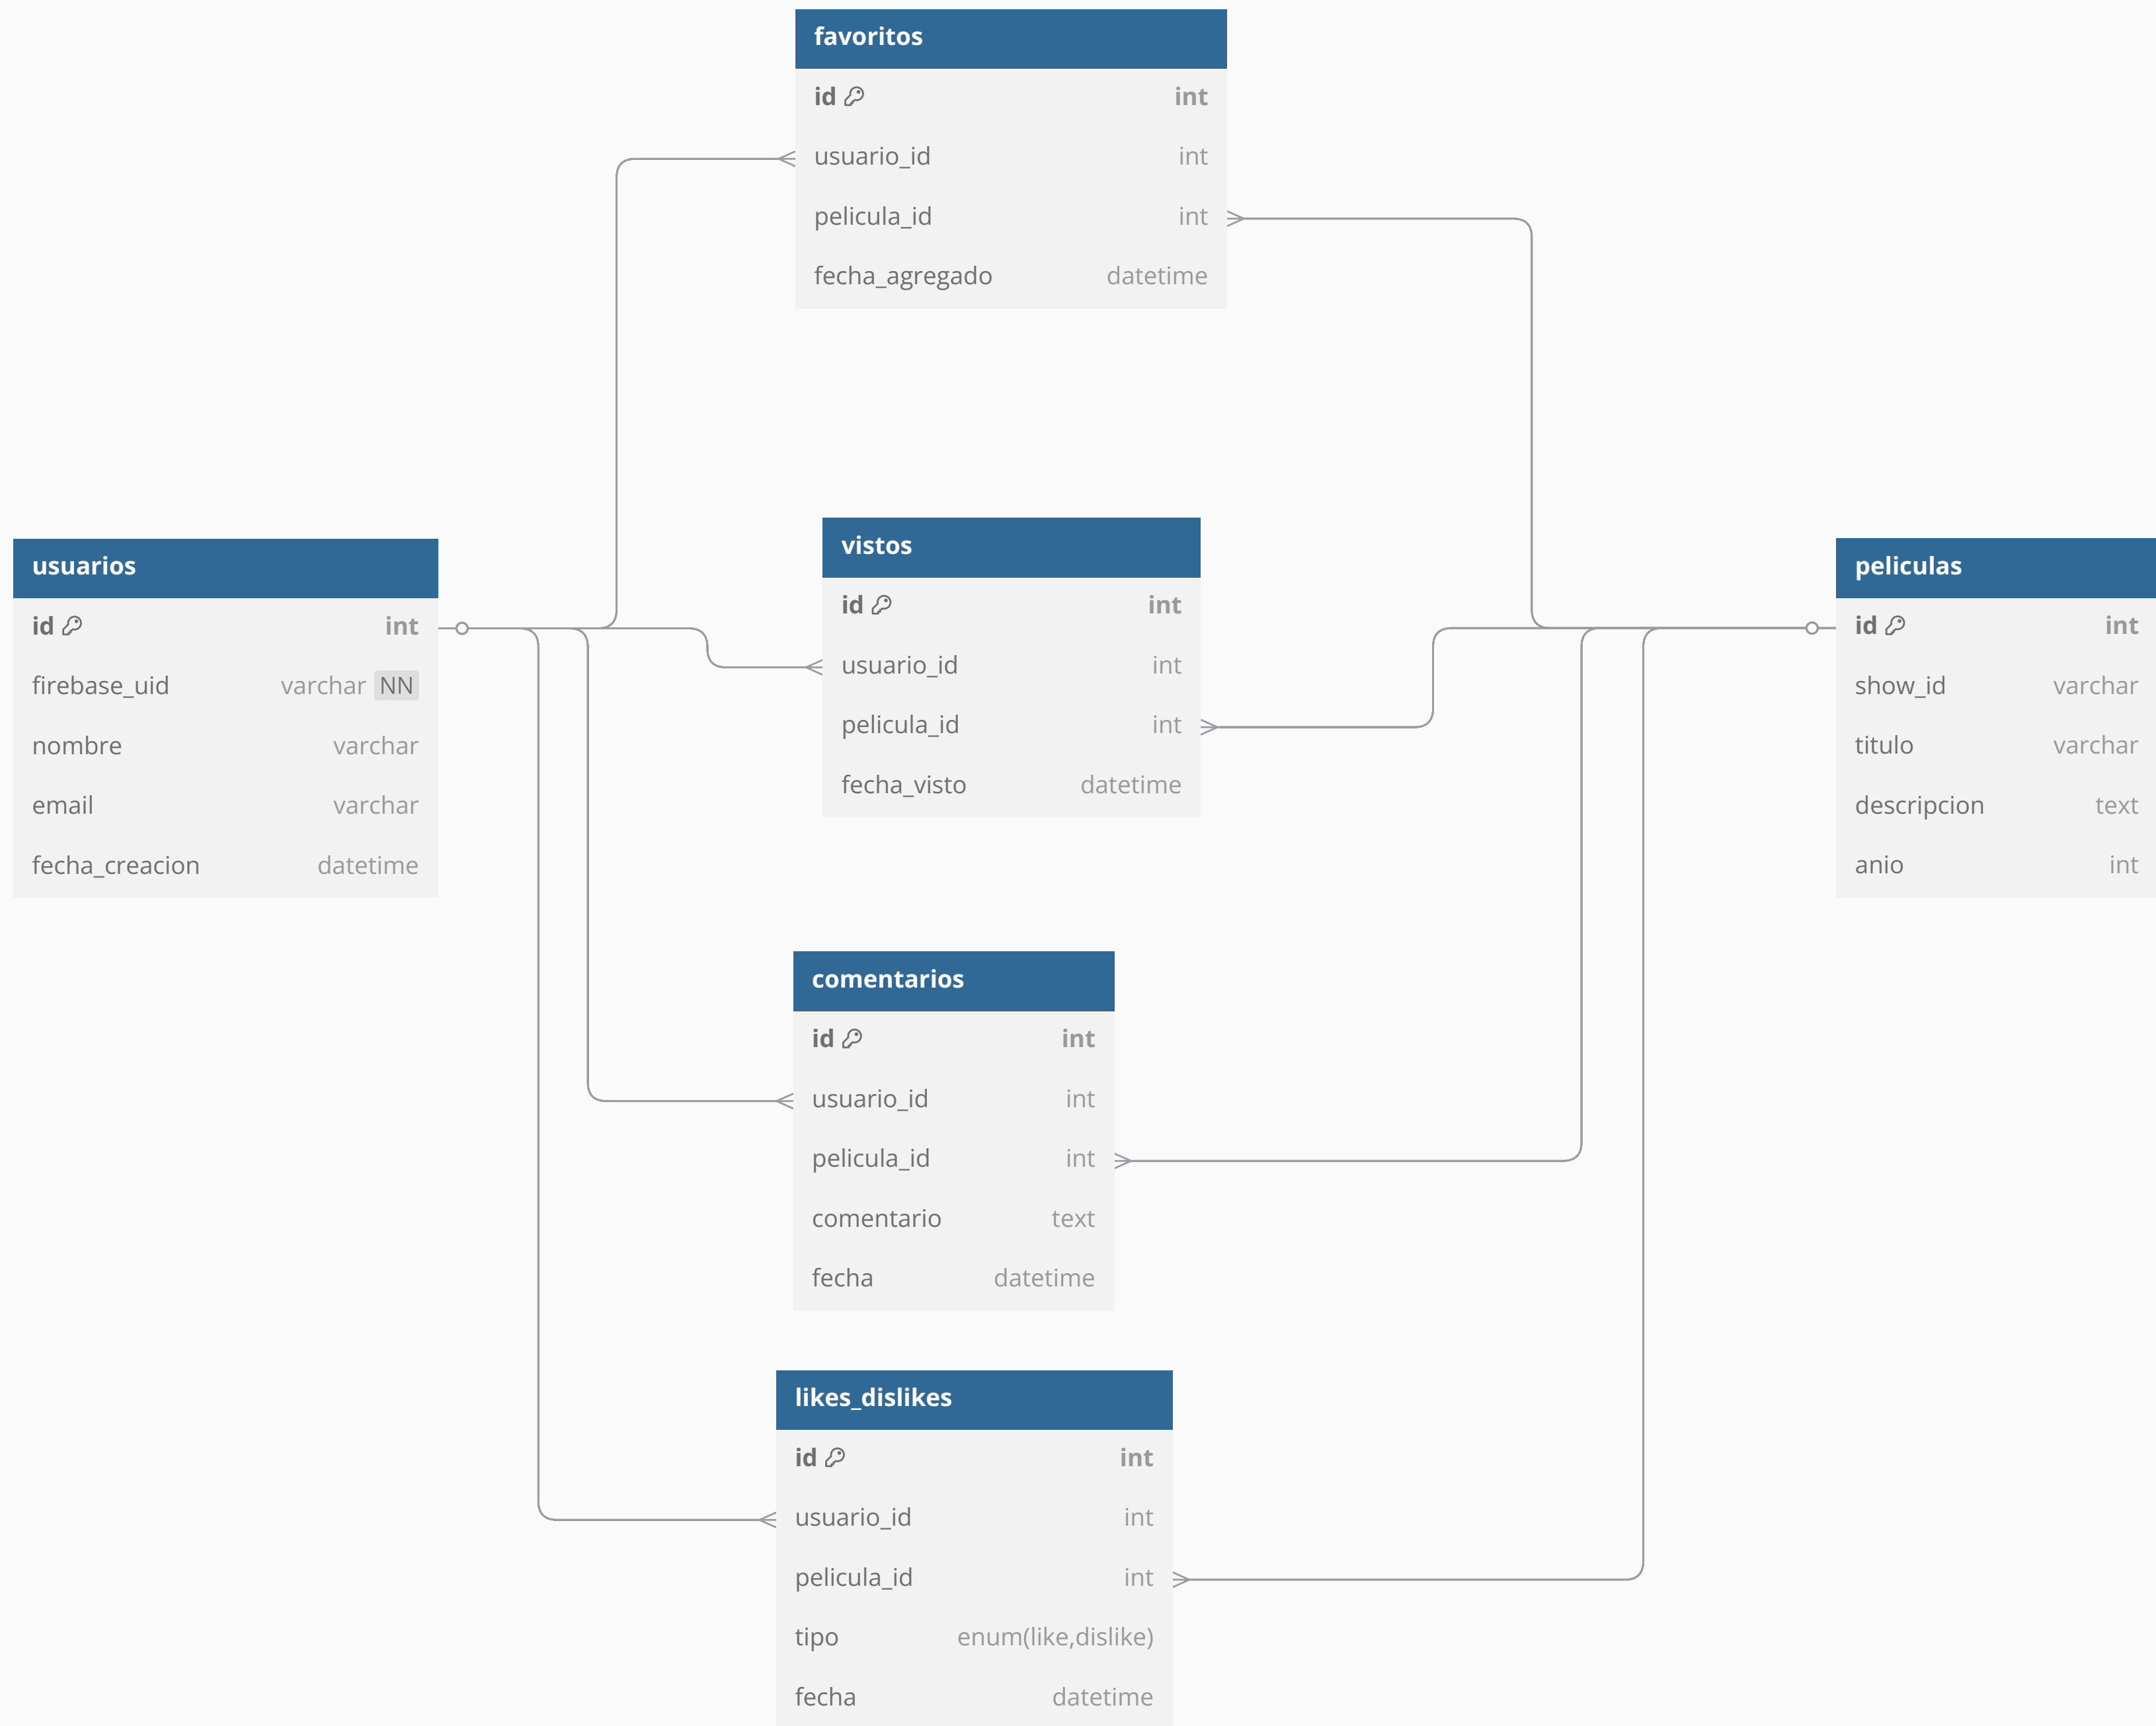 favoritos
id int
usuario_id int
pelicula_id int
fecha_agregado datetime
usuarios
id int
firebase_uid varchar NN
nombre varchar
email varchar
fecha_creacion datetime
vistos
id int
usuario_id int
pelicula_id int
fecha_visto datetime
peliculas
id int
show_id varchar
titulo varchar
descripcion text
anio int
comentarios
id int
usuario_id int
pelicula_id int
comentario text
fecha datetime
likes_dislikes
id int
usuario_id int
pelicula_id int
tipo enum(like,dislike)
fecha datetime